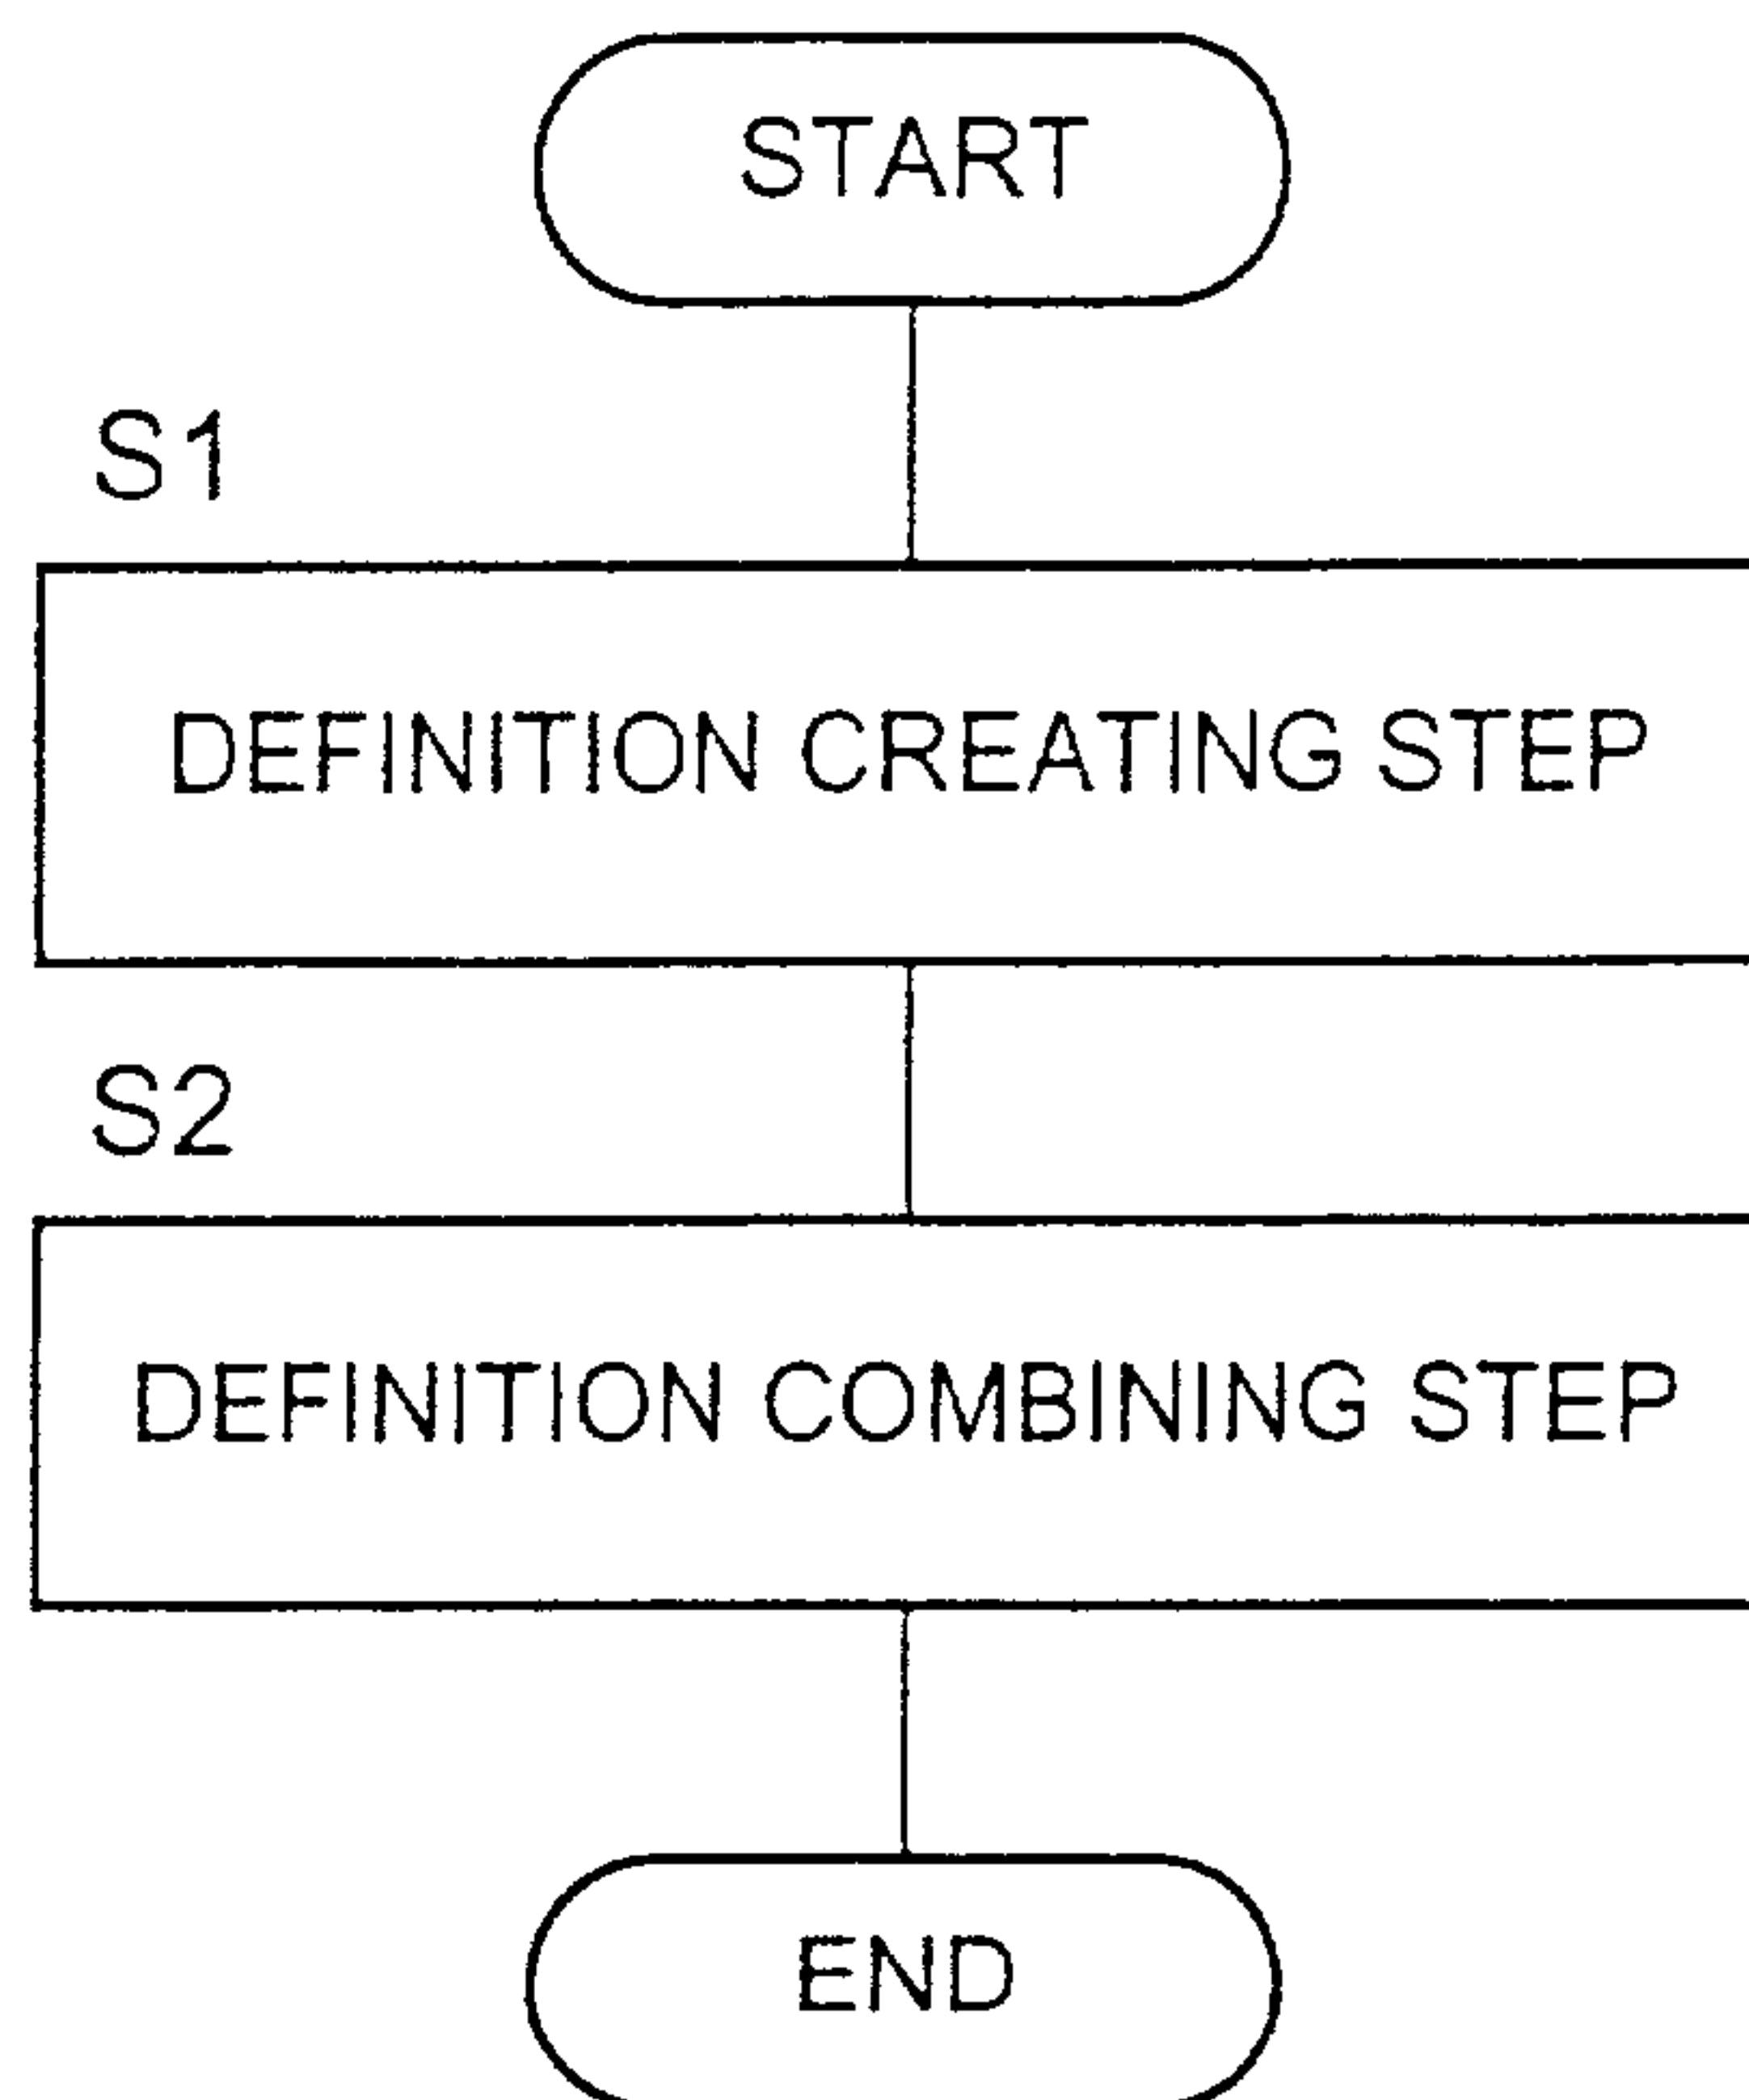 START
S1
DEFINITION CREATING STEP
S2
DEFINITION COMBINING STEP
END